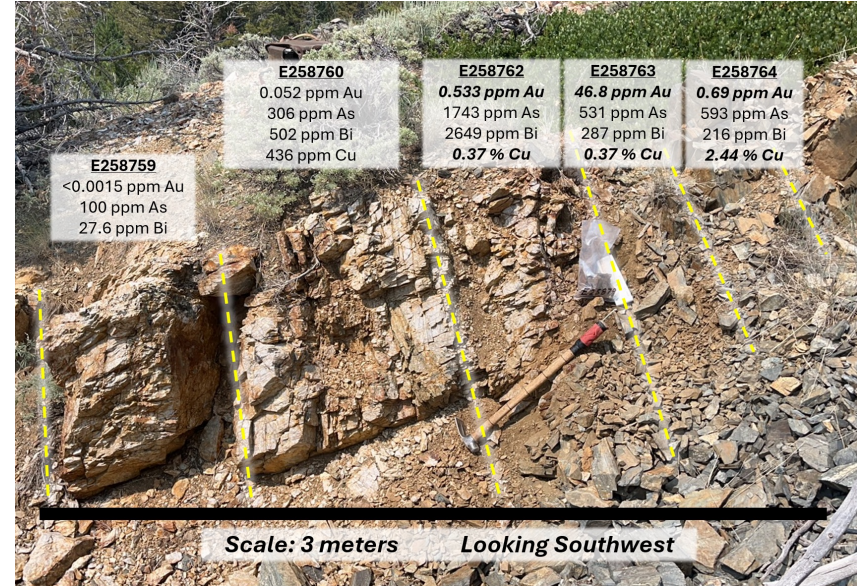 E258759
<0.0015 ppm Au
100 ppm As
27.6 ppm Bi
E258760
0.052 ppm Au
306 ppm As
502 ppm Bi
436 ppm Cu
E258762
0.533 ppm Au
1743 ppm As
2649 ppm Bi
0.37 % Cu
E258763
46.8 ppm Au
531 ppm As
287 ppm Bi
0.37 % Cu
E258764
0.69 ppm Au
593 ppm As
216 ppm Bi
2.44 % Cu
Scale: 3 meters Looking Southwest